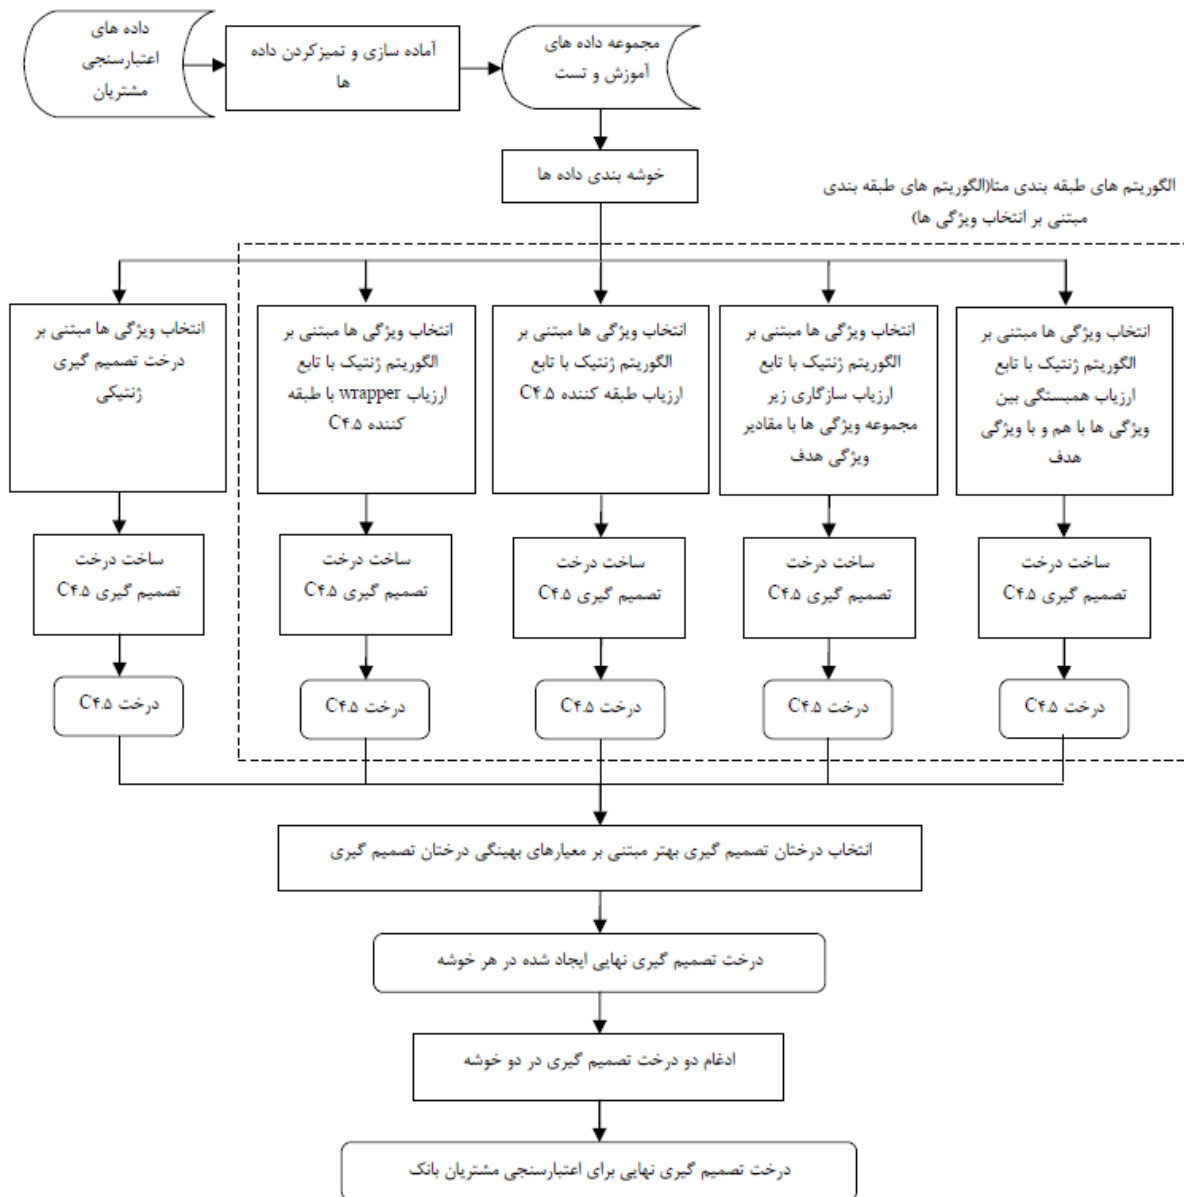 داده های
اعتبارسنجی
مشتریان
آماده سازی و تمیزکردن داده
ها
مجموعه داده های
آموزش و تست
خوشه بندی داده ها
الگوریتم های طبقه بندی متا(الگوریتم های طبقه بندی
مبتنی بر انتخاب ویژگی ها)
انتخاب ویژگی ها مبتنی بر
الگوریتم ژنتیک با تابع
ارزیاب همبستگی بین
ویژگی ها با هم و با ویژگی
هدف
انتخاب ویژگی ها مبتنی بر
الگوریتم ژنتیک با تابع
ارزیاب سازگاری زیر
مجموعه ویژگی ها با مقادیر
ویژگی هدف
انتخاب ویژگی ها مبتنی بر
الگوریتم ژنتیک با تابع
ارزیاب طبقه کننده C۴.۵
انتخاب ویژگی ها مبتنی بر
الگوریتم ژنتیک با تابع
ارزیاب wrapper با طبقه
کننده C۴.۵
انتخاب ویژگی ها مبتنی بر
درخت تصمیم گیری
ژنتیکی
ساخت درخت
تصمیم گیری C۴.۵
ساخت درخت
تصمیم گیری C۴.۵
ساخت درخت
تصمیم گیری C۴.۵
ساخت درخت
تصمیم گیری C۴.۵
ساخت درخت
تصمیم گیری C۴.۵
درخت C۴.۵
درخت C۴.۵
درخت C۴.۵
درخت C۴.۵
درخت C۴.۵
انتخاب درختان تصمیم گیری بهتر مبتنی بر معیارهای بهینگی درختان تصمیم گیری
درخت تصمیم گیری نهایی ایجاد شده در هر خوشه
ادغام دو درخت تصمیم گیری در دو خوشه
درخت تصمیم گیری نهایی برای اعتبارسنجی مشتریان بانک